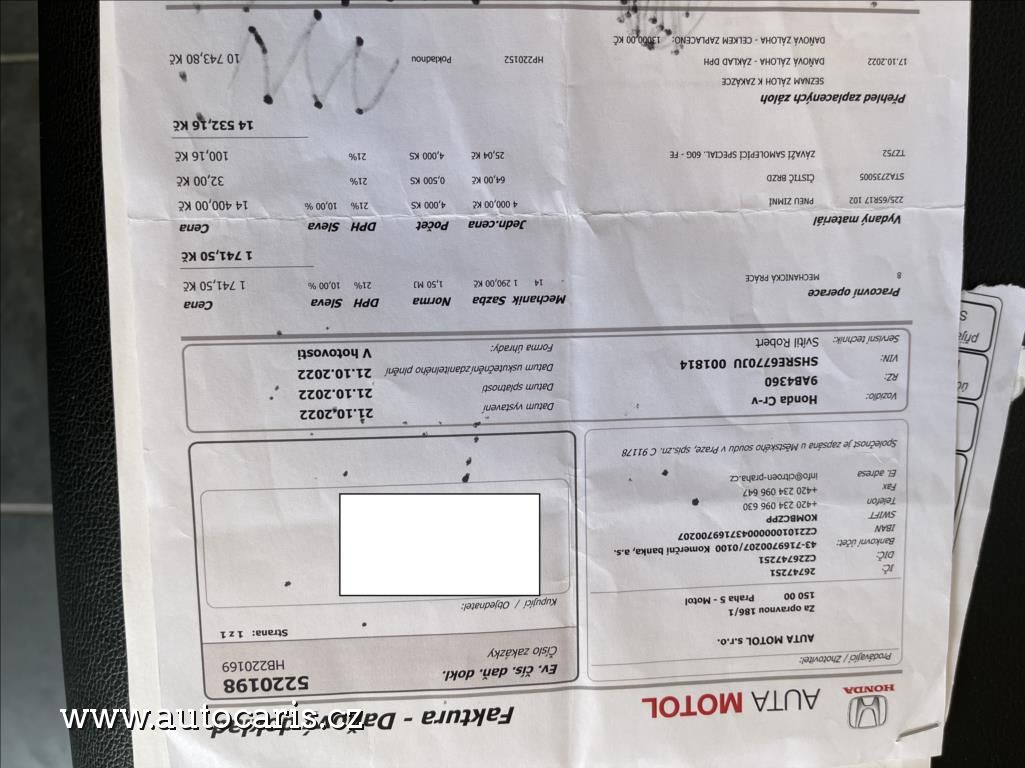 HONDA
AUTA MOTOL
Faktura - Daňový doklad
Prodávající / Zhotovitel:
AUTA MOTOL s.r.o.
Za opravnou 186/1
150 00 Praha 5 - Motol
IČ: 26747251
DIČ: CZ26747251
Bankovní účet: 43-7169700207/0100 Komerční banka, a.s.
IBAN CZ2101000000437169700207
SWIFT KOMBCZPP
Telefon +420 234 096 630
Fax +420 234 096 647
El. adresa info@citroen-praha.cz
Společnost je zapsána u Městského soudu v Praze, spis.zn. C 91178
Ev. čís. daň. dokl. 5220198
Číslo zakázky HB220169
Strana: 1 z 1
Kupující / Objednatel:
Vozidlo: Honda Cr-v
RZ: 9AB4360
VIN: SHSRE6770JU 001814
Servisní technik: Svitil Robert
Datum vystavení 21.10.2022
Datum splatnosti 21.10.2022
Datum uskutečnění zdanitelného plnění 21.10.2022
Forma úhrady: V hotovosti
Pracovní operace Mechanik Sazba Norma DPH Sleva Cena
8 MECHANICKÁ PRÁCE 14 1 290,00 Kč 1,50 MJ 21% 10,00 % 1 741,50 Kč
1 741,50 Kč
Vydaný materiál Jedn.cena Počet DPH Sleva Cena
225/65R17 102 PNEU ZIMNÍ 4 000,00 Kč 4,000 KS 21% 10,00 % 14 400,00 Kč
STA2735005 ČISTIČ BRZD 64,00 Kč 0,500 KS 21% 32,00 Kč
TZ752 ZÁVAŽÍ SAMOLEPÍCÍ SPECIAL. 60G - FE 25,04 Kč 4,000 KS 21% 100,16 Kč
14 532,16 Kč
Přehled zaplacených záloh
SEZNAM ZÁLOH K ZAKÁZCE
17.10.2022 DAŇOVÁ ZÁLOHA - ZÁKLAD DPH HP220152 Pokladnou 10 743,80 Kč
DAŇOVÁ ZÁLOHA - CELKEM ZAPLACENO: 13000,00 Kč
www.autocaris.cz